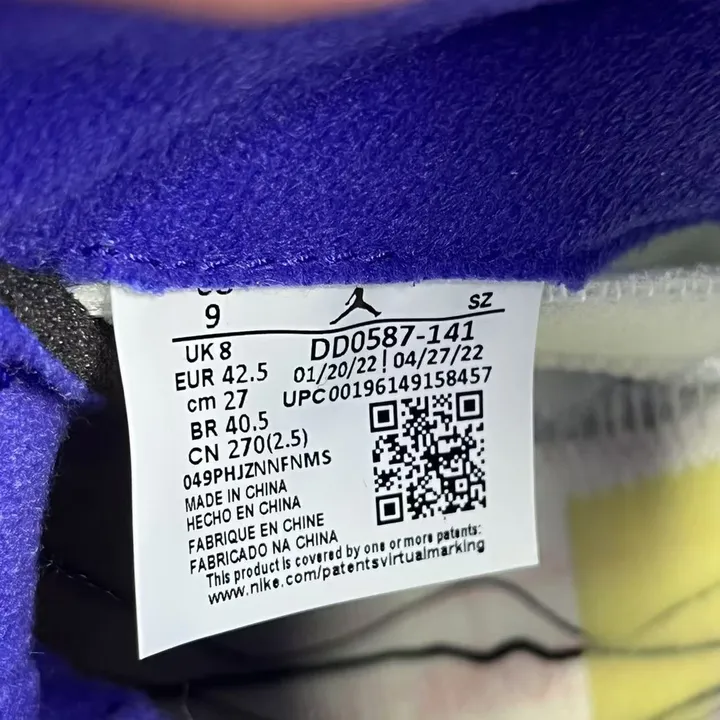 9
SZ
UK 8
DD0587-141
EUR 42.5
01/20/22 | 04/27/22
cm 27
UPC00196149158457
BR 40.5
CN 270(2.5)
049PHJZNNFNMS
MADE IN CHINA
HECHO EN CHINA
FABRIQUE EN CHINE
FABRICADO NA CHINA
This product is covered by one or more patents:
www.nike.com/patentsvirtualmarking